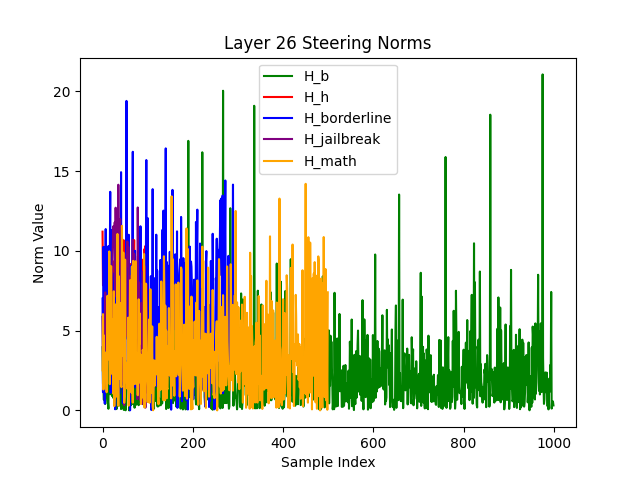 Layer 26 Steering Norms
H_b
H_h
H_borderline
H_jailbreak
H_math
20
15
10
5
0
Norm Value
0 200 400 600 800 1000
Sample Index